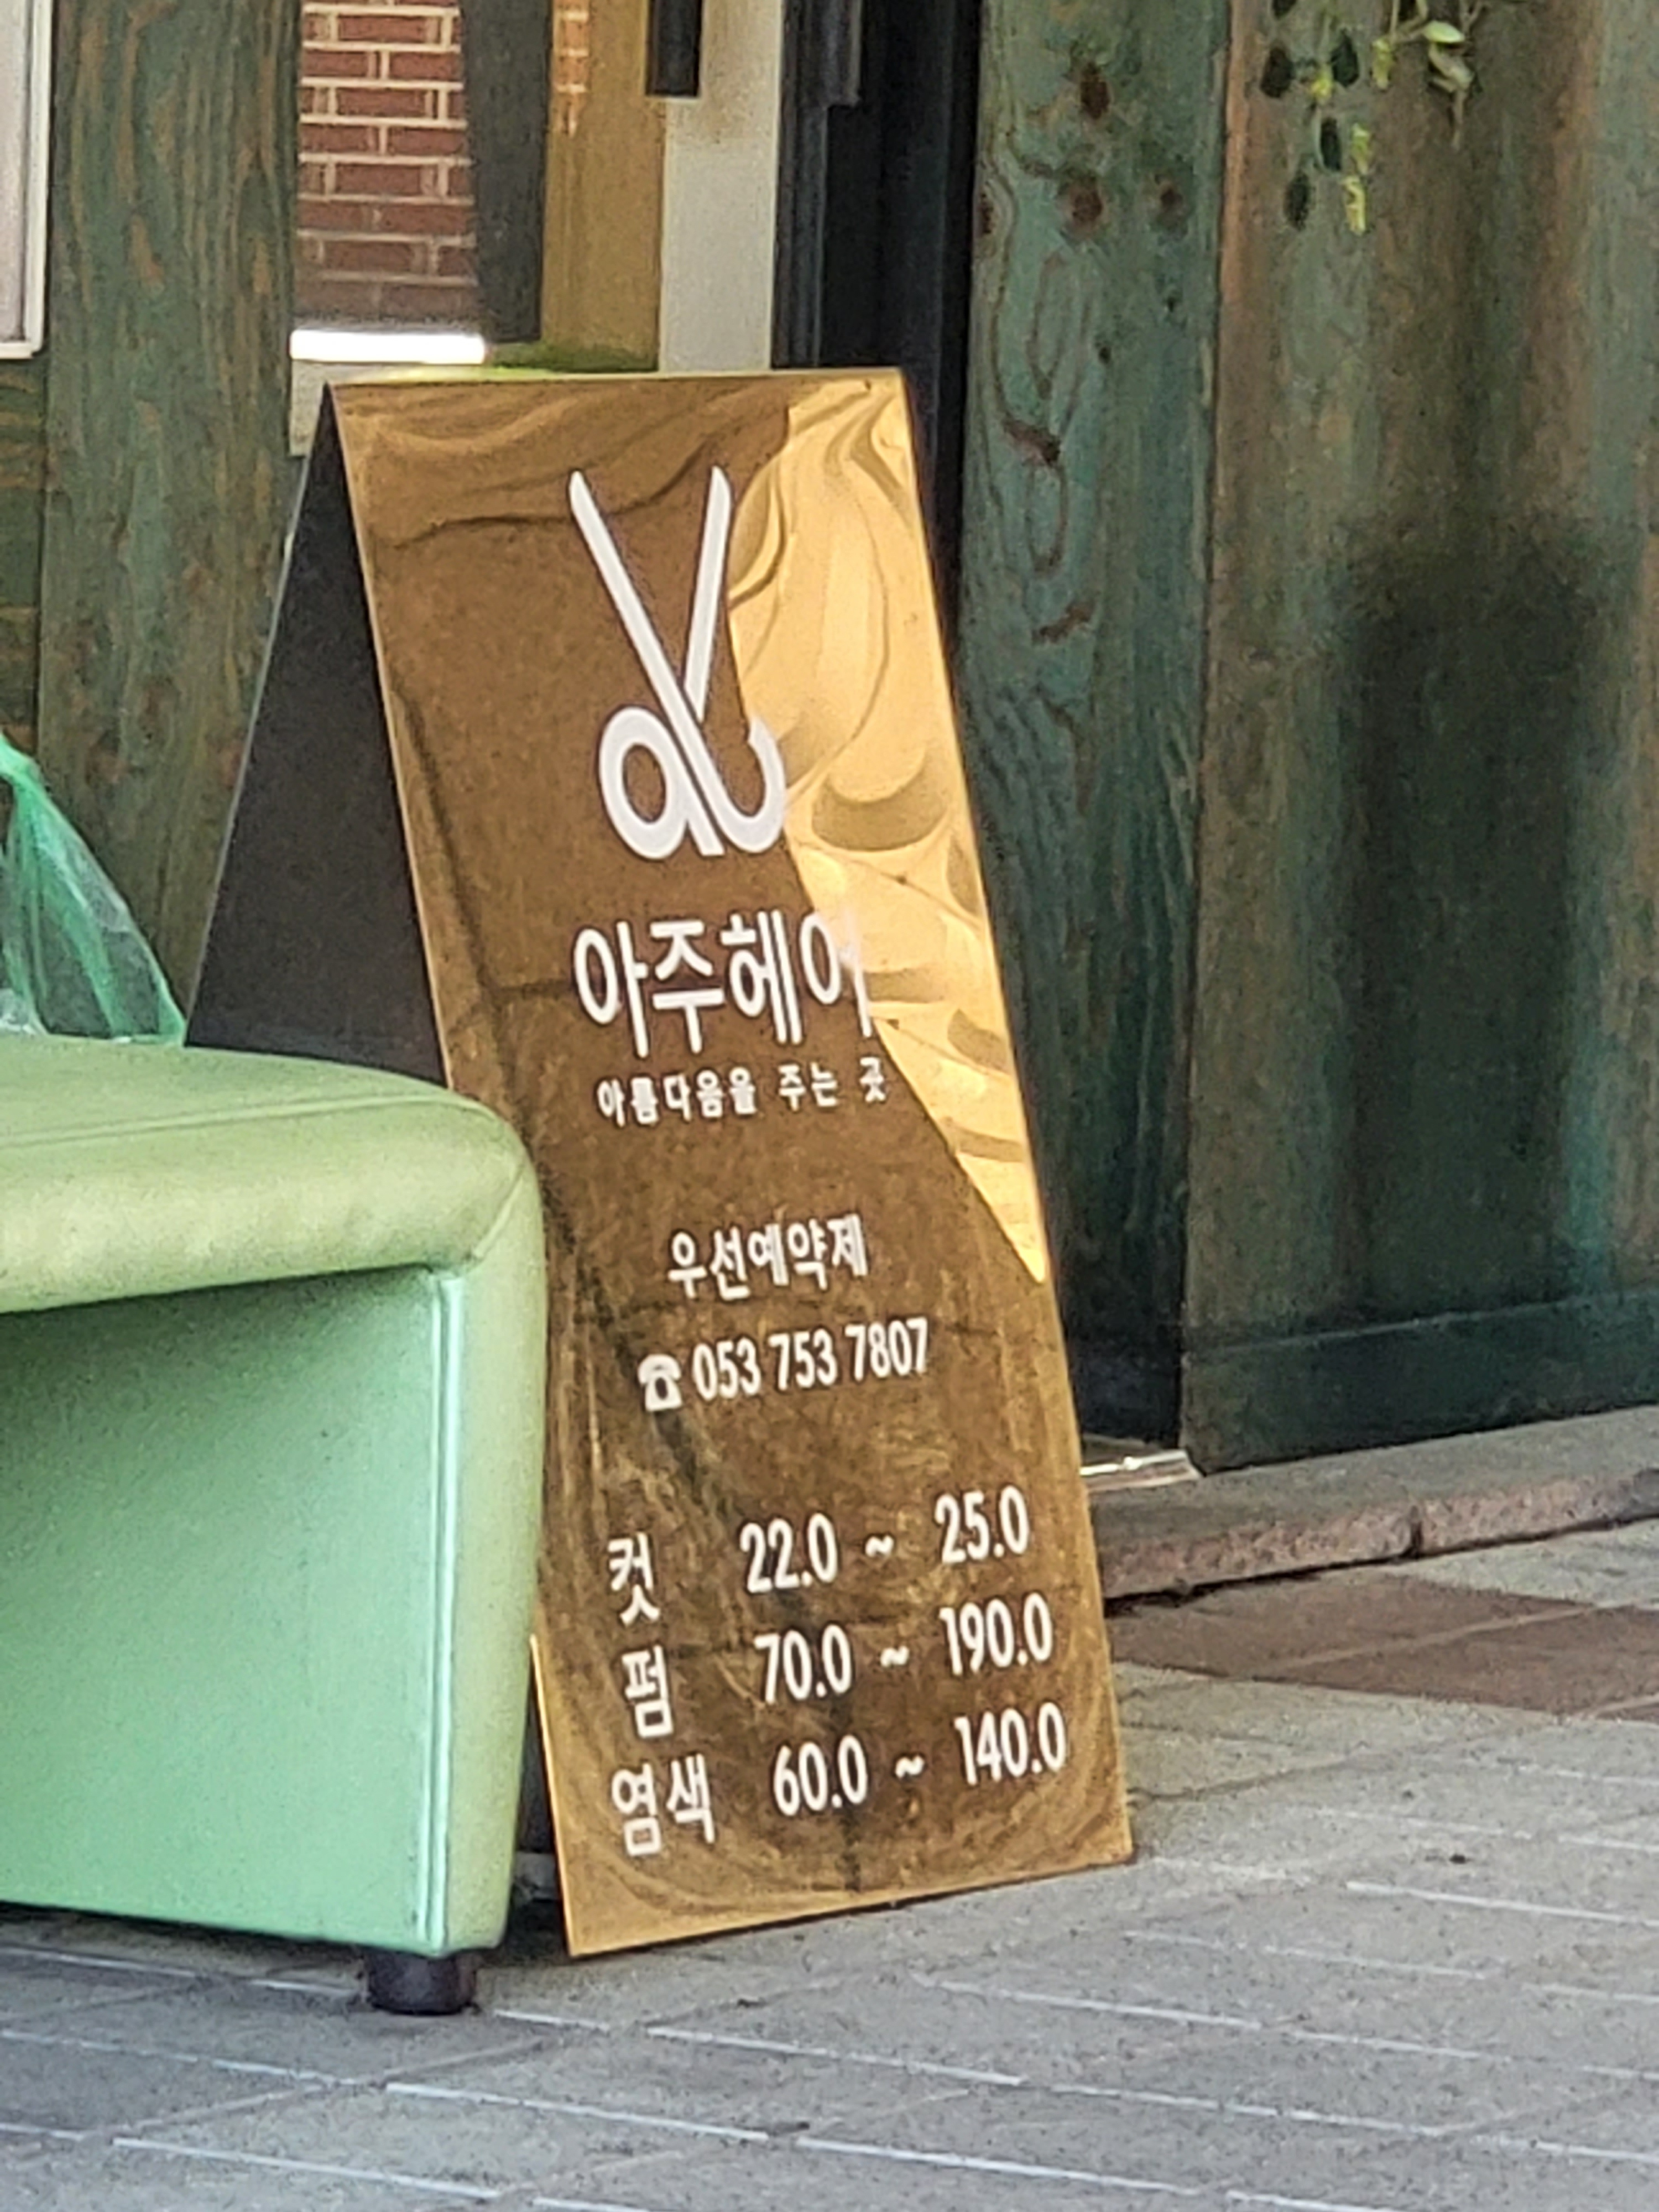 아주헤어
아름다움을 주는 곳
우선예약제
☎ 053 753 7807
컷 22.0 ~ 25.0
펌 70.0 ~ 190.0
염색 60.0 ~ 140.0